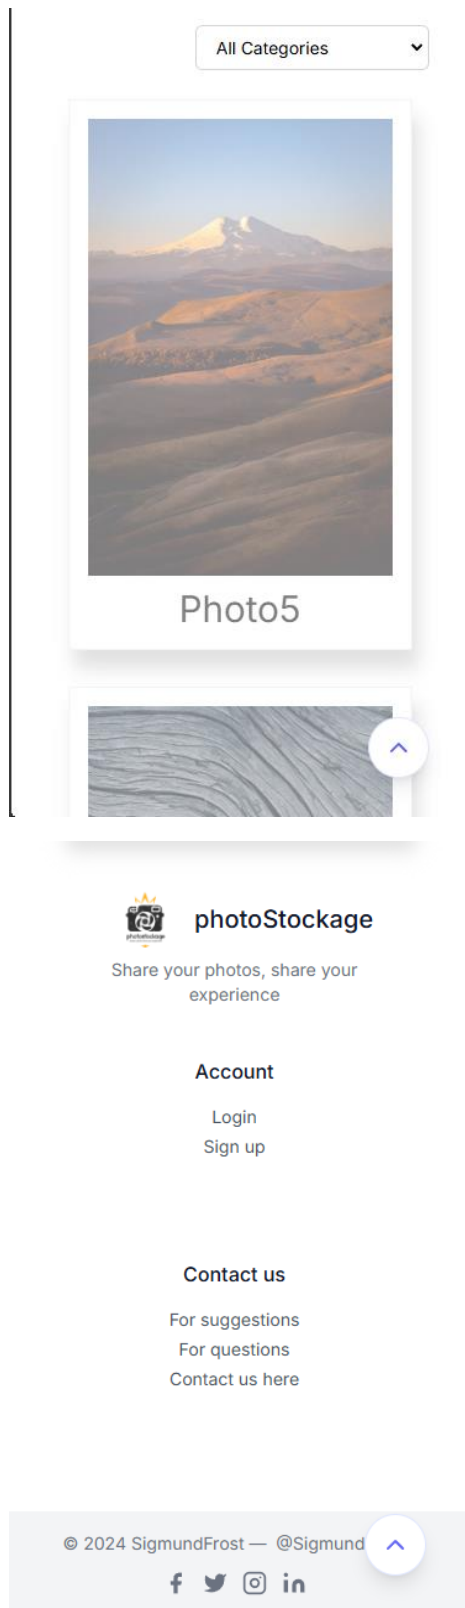 All Categories
Photo5
photostockage
photoStockage
Share your photos, share your
experience
Account
Login
Sign up
Contact us
For suggestions
For questions
Contact us here
© 2024 SigmundFrost — @Sigmund